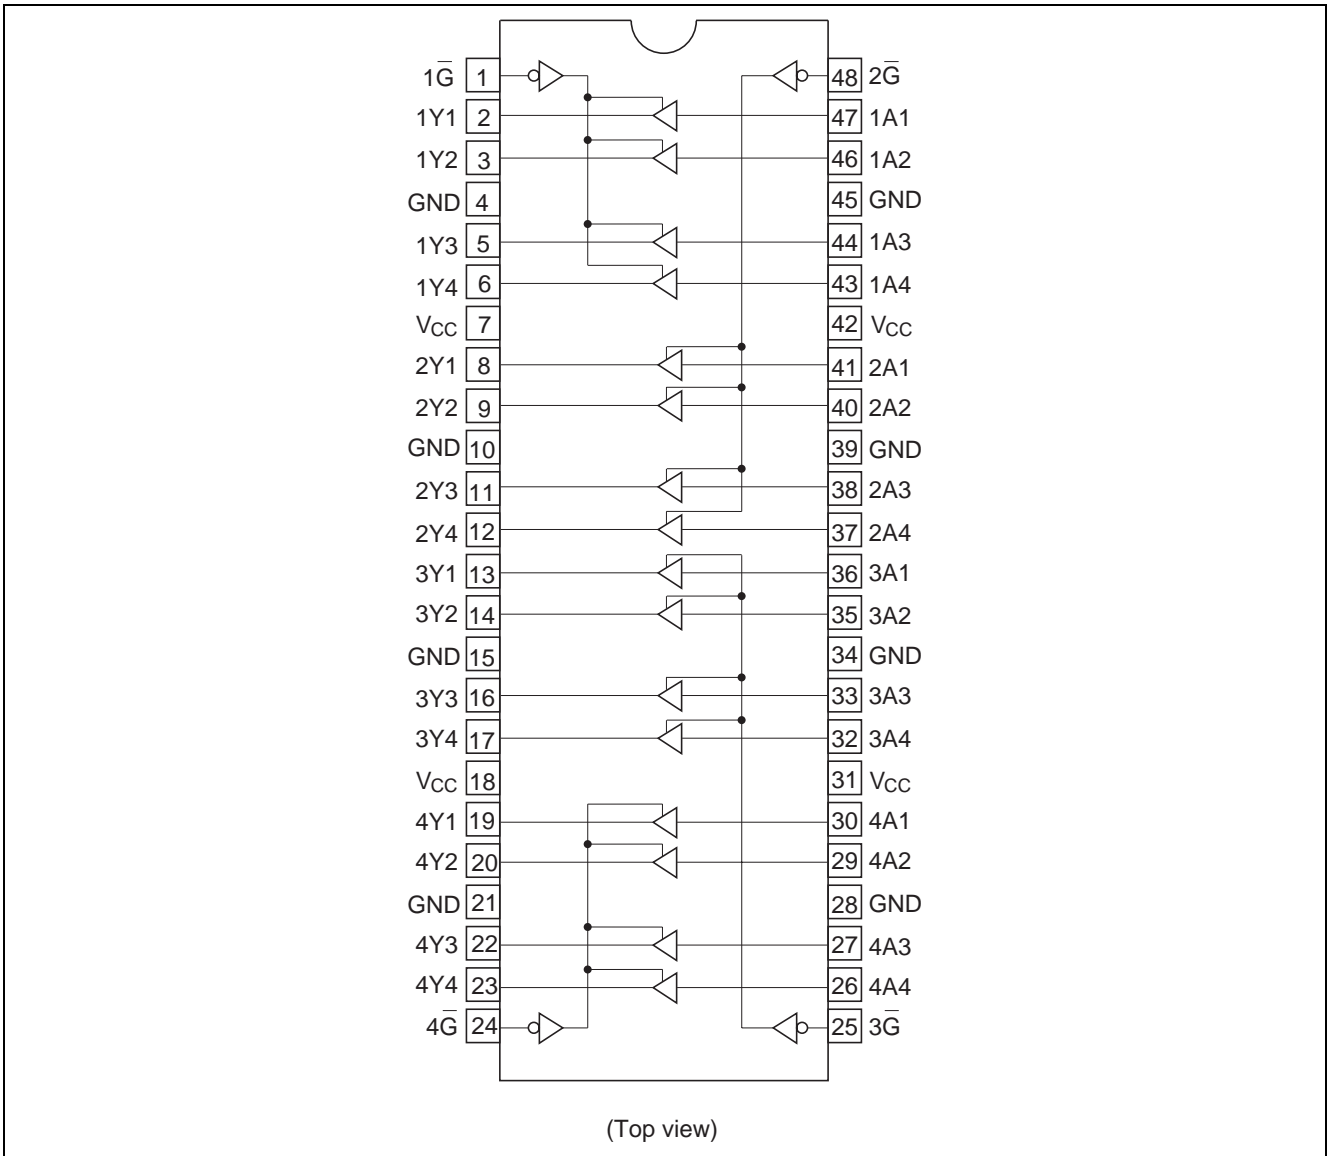 1G̅ 1 48 2G̅
1Y1 2 47 1A1
1Y2 3 46 1A2
GND 4 45 GND
1Y3 5 44 1A3
1Y4 6 43 1A4
VCC 7 42 VCC
2Y1 8 41 2A1
2Y2 9 40 2A2
GND 10 39 GND
2Y3 11 38 2A3
2Y4 12 37 2A4
3Y1 13 36 3A1
3Y2 14 35 3A2
GND 15 34 GND
3Y3 16 33 3A3
3Y4 17 32 3A4
VCC 18 31 VCC
4Y1 19 30 4A1
4Y2 20 29 4A2
GND 21 28 GND
4Y3 22 27 4A3
4Y4 23 26 4A4
4G̅ 24 25 3G̅
(Top view)